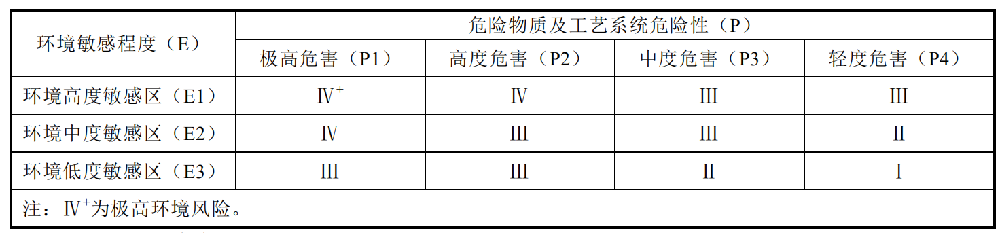 环境敏感程度（E） 危险物质及工艺系统危险性（P）
极高危害（P1） 高度危害（P2） 中度危害（P3） 轻度危害（P4）
环境高度敏感区（E1） Ⅳ+ Ⅳ Ⅲ Ⅲ
环境中度敏感区（E2） Ⅳ Ⅲ Ⅲ Ⅱ
环境低度敏感区（E3） Ⅲ Ⅲ Ⅱ Ⅰ
注：Ⅳ+为极高环境风险。